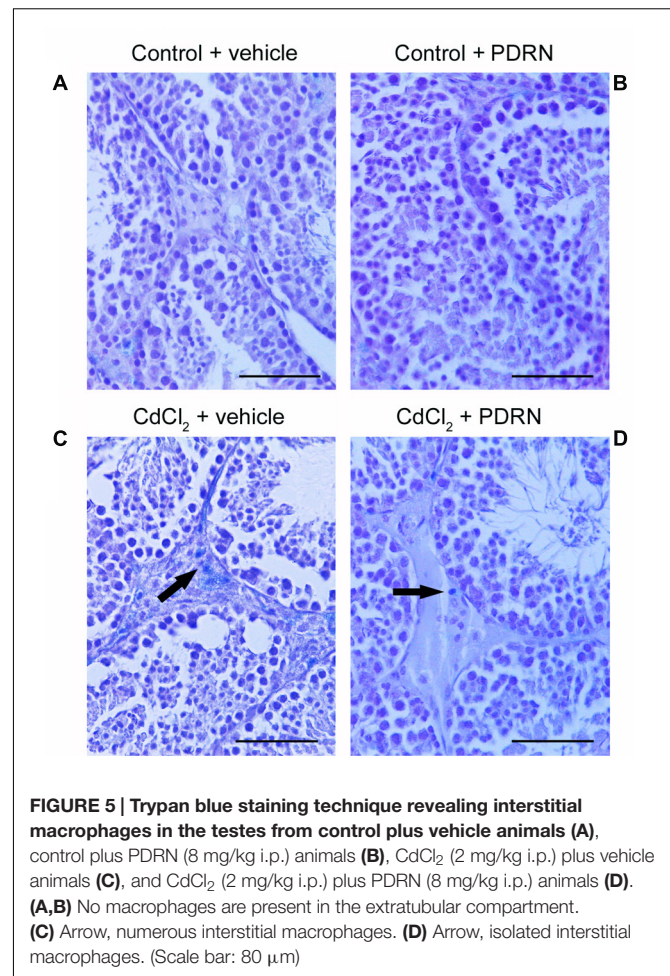 Control + vehicle
Control + PDRN
A
B
CdCl₂ + vehicle
CdCl₂ + PDRN
C
D
FIGURE 5 | Trypan blue staining technique revealing interstitial
macrophages in the testes from control plus vehicle animals (A),
control plus PDRN (8 mg/kg i.p.) animals (B), CdCl₂ (2 mg/kg i.p.) plus vehicle
animals (C), and CdCl₂ (2 mg/kg i.p.) plus PDRN (8 mg/kg i.p.) animals (D).
(A,B) No macrophages are present in the extratubular compartment.
(C) Arrow, numerous interstitial macrophages. (D) Arrow, isolated interstitial
macrophages. (Scale bar: 80 μm)